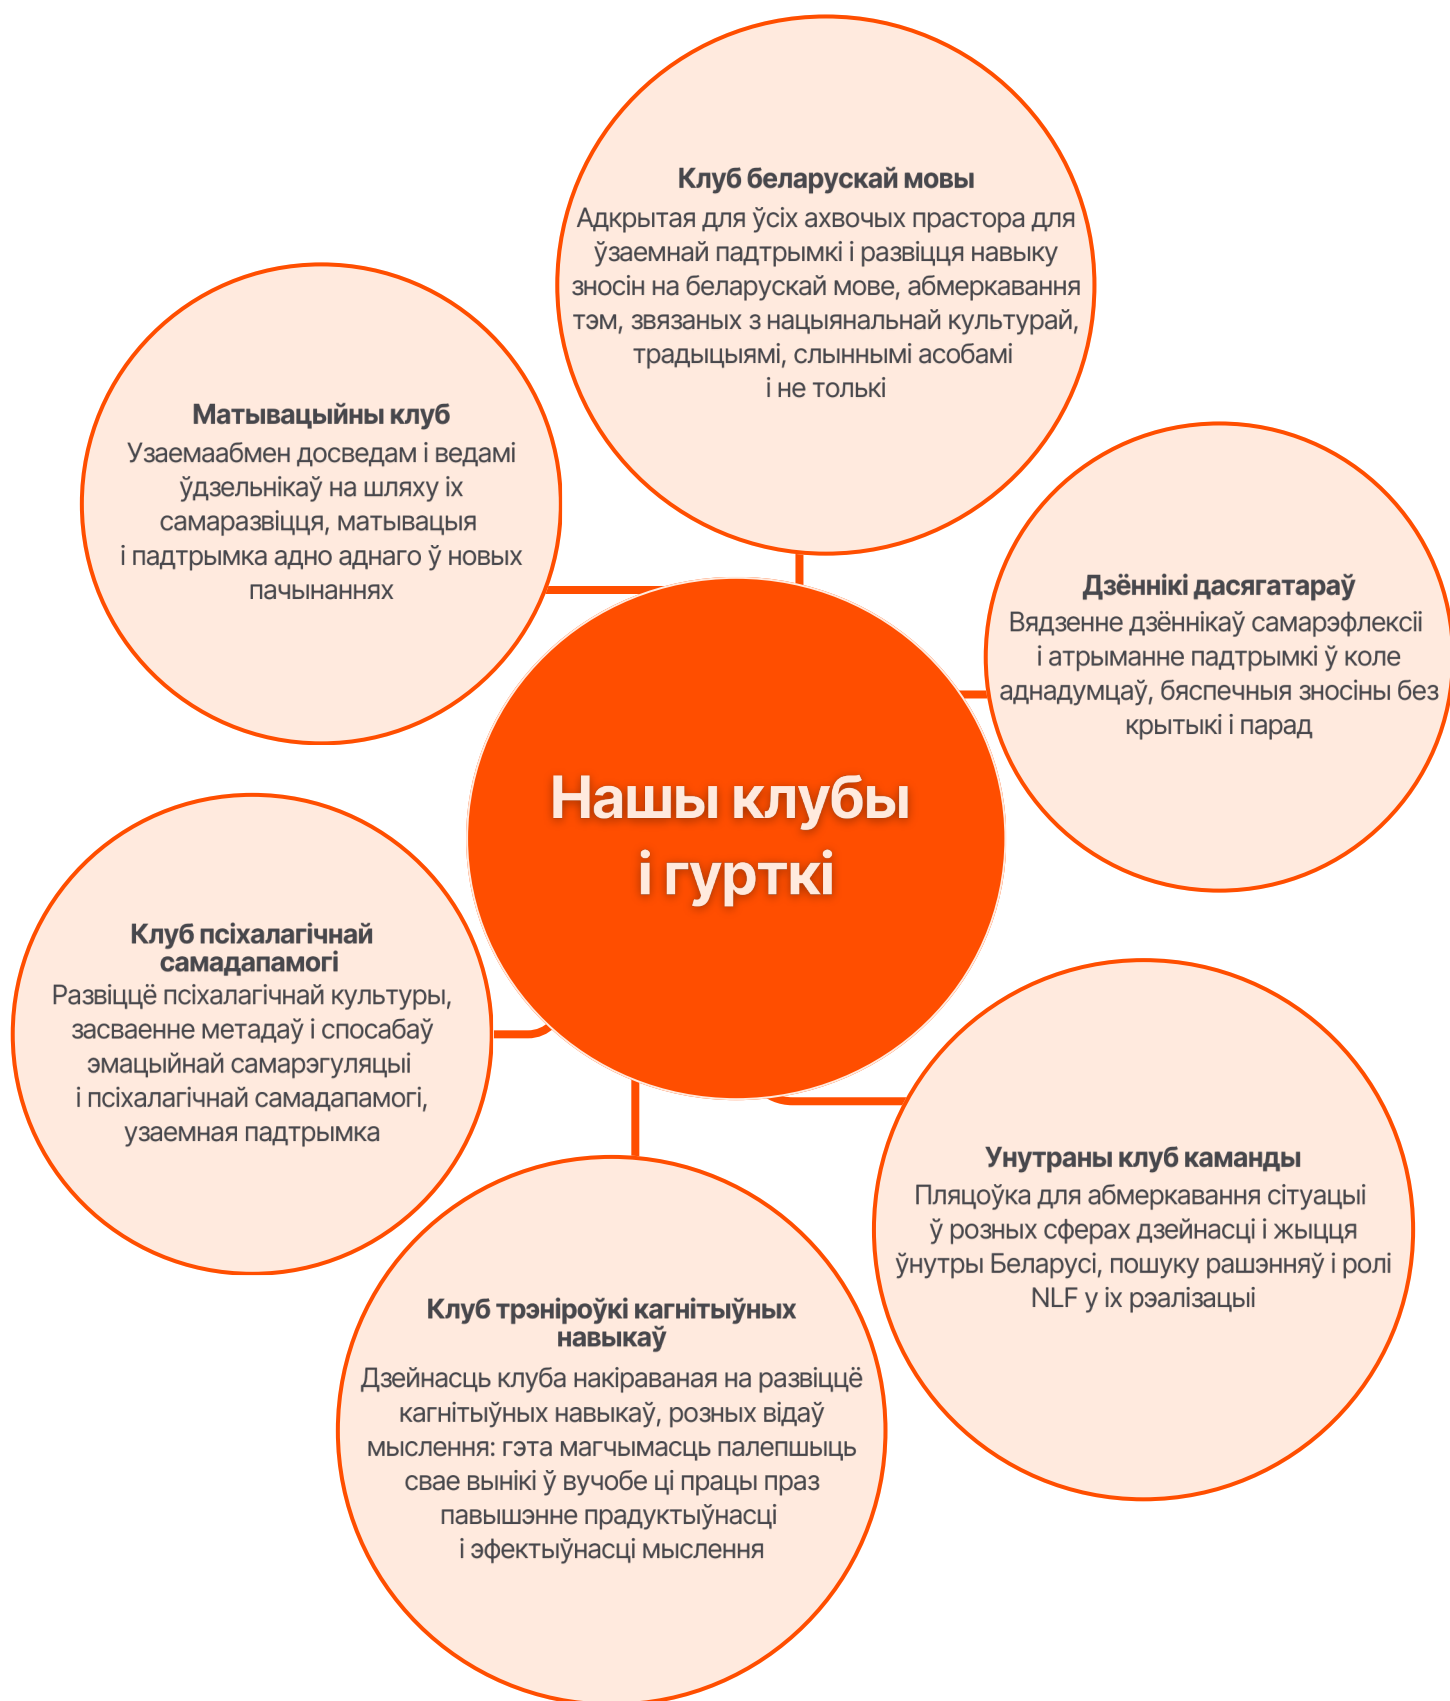 Клуб беларускай мовы
Адкрытая для ўсіх ахвочых прастора для
ўзаемнай падтрымкі і развіцця навыку
зносін на беларускай мове, абмеркавання
тэм, звязаных з нацыянальнай культурай,
традыцыямі, слыннымі асобамі
і не толькі
Матывацыйны клуб
Узаемаабмен досведам і ведамі
ўдзельнікаў на шляху іх
самаразвіцця, матывацыя
і падтрымка адно аднаго ў новых
пачынаннях
Дзённікі дасягатараў
Вядзенне дзённікаў самарэфлексіі
і атрыманне падтрымкі ў коле
аднадумцаў, бяспечныя зносіны без
крытыкі і парад
Нашы клубы
і гурткі
Клуб псіхалагічнай
самадапамогі
Развіццё псіхалагічнай культуры,
засваенне метадаў і спосабаў
эмацыйнай самарэгуляцыі
і псіхалагічнай самадапамогі,
узаемная падтрымка
Унутраны клуб каманды
Пляцоўка для абмеркавання сітуацыі
ў розных сферах дзейнасці і жыцця
ўнутры Беларусі, пошуку рашэнняў і ролі
NLF у іх рэалізацыі
Клуб трэніроўкі кагнітыўных
навыкаў
Дзейнасць клуба накіраваная на развіццё
кагнітыўных навыкаў, розных відаў
мыслення: гэта магчымасць палепшыць
свае вынікі ў вучобе ці працы праз
павышэнне прадуктыўнасці
і эфектыўнасці мыслення